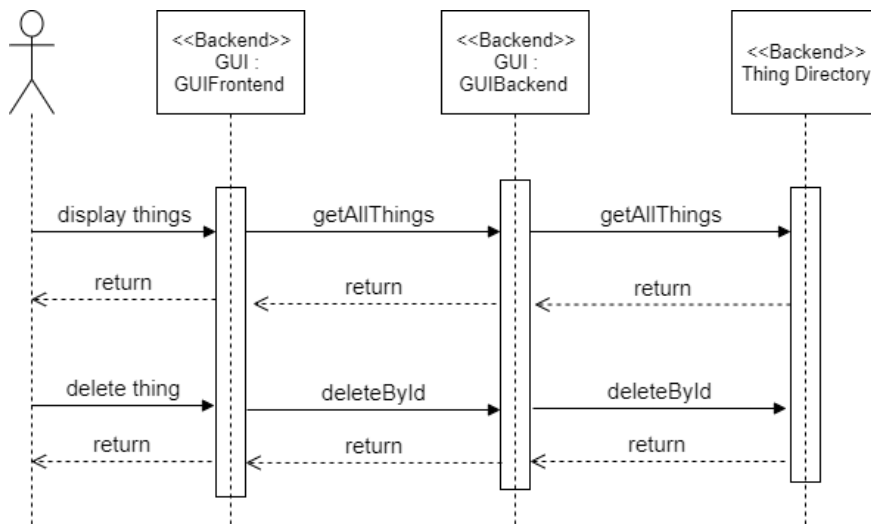 <<Backend>>
GUI :
GUIFrontend
<<Backend>>
GUI :
GUIBackend
<<Backend>>
Thing Directory
display things
getAllThings
getAllThings
return
return
return
delete thing
deleteById
deleteById
return
return
return